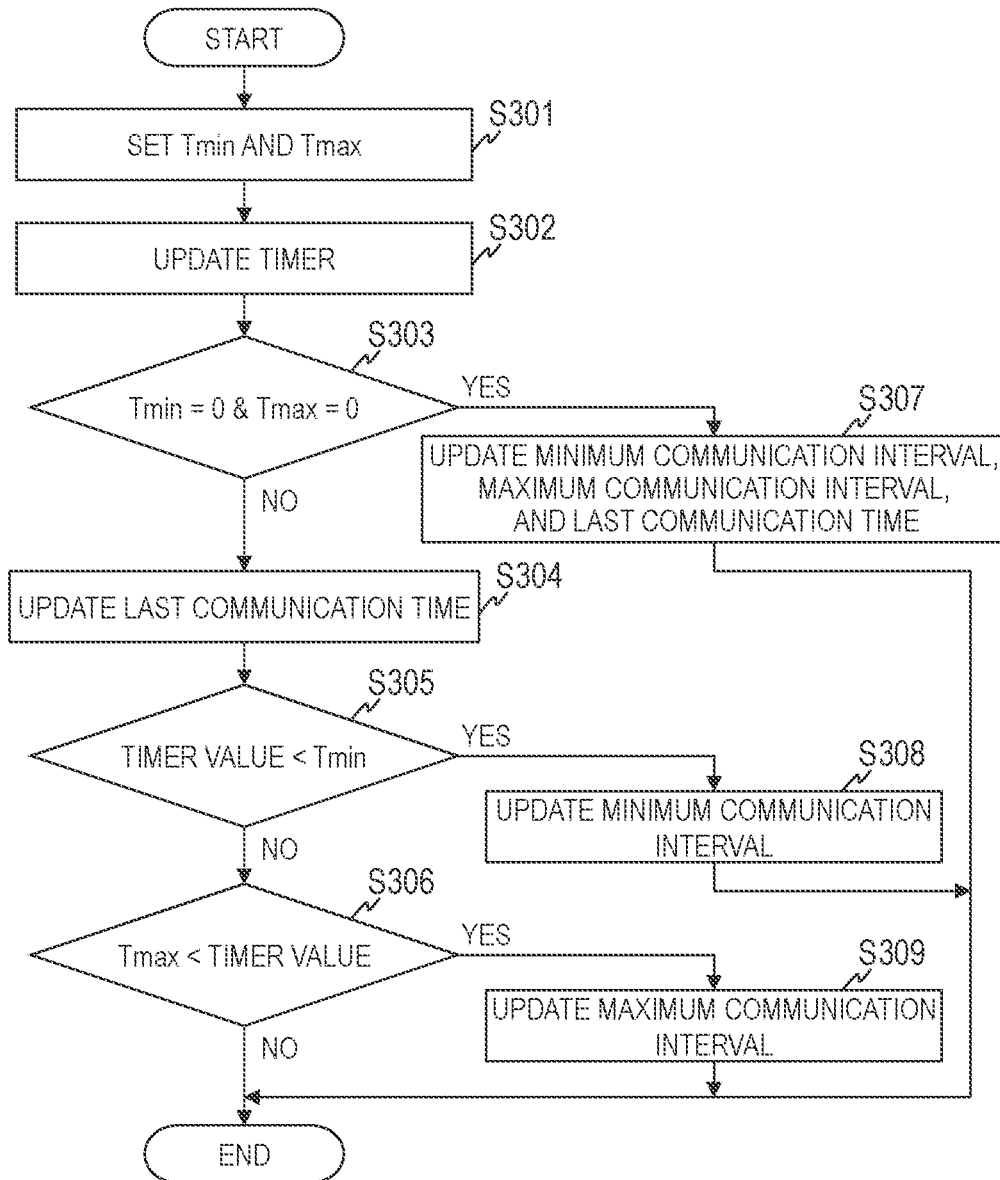 START
S301
SET Tmin AND Tmax
S302
UPDATE TIMER
S303
Tmin = 0 & Tmax = 0
YES
NO
S307
UPDATE MINIMUM COMMUNICATION INTERVAL,
MAXIMUM COMMUNICATION INTERVAL,
AND LAST COMMUNICATION TIME
S304
UPDATE LAST COMMUNICATION TIME
S305
TIMER VALUE < Tmin
YES
NO
S308
UPDATE MINIMUM COMMUNICATION
INTERVAL
S306
Tmax < TIMER VALUE
YES
NO
S309
UPDATE MAXIMUM COMMUNICATION
INTERVAL
END